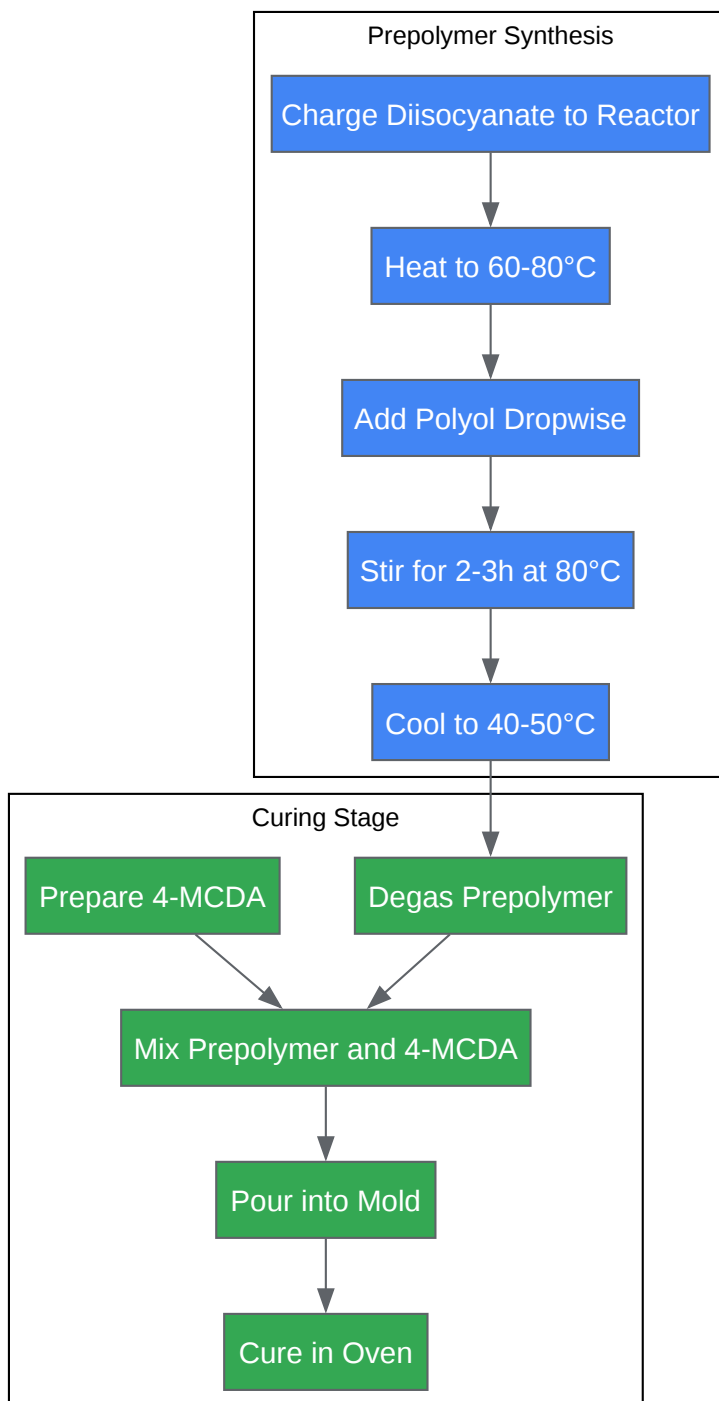 Prepolymer Synthesis
Charge Diisocyanate to Reactor
Heat to 60-80°C
Add Polyol Dropwise
Stir for 2-3h at 80°C
Cool to 40-50°C
Curing Stage
Prepare 4-MCDA
Degas Prepolymer
Mix Prepolymer and 4-MCDA
Pour into Mold
Cure in Oven